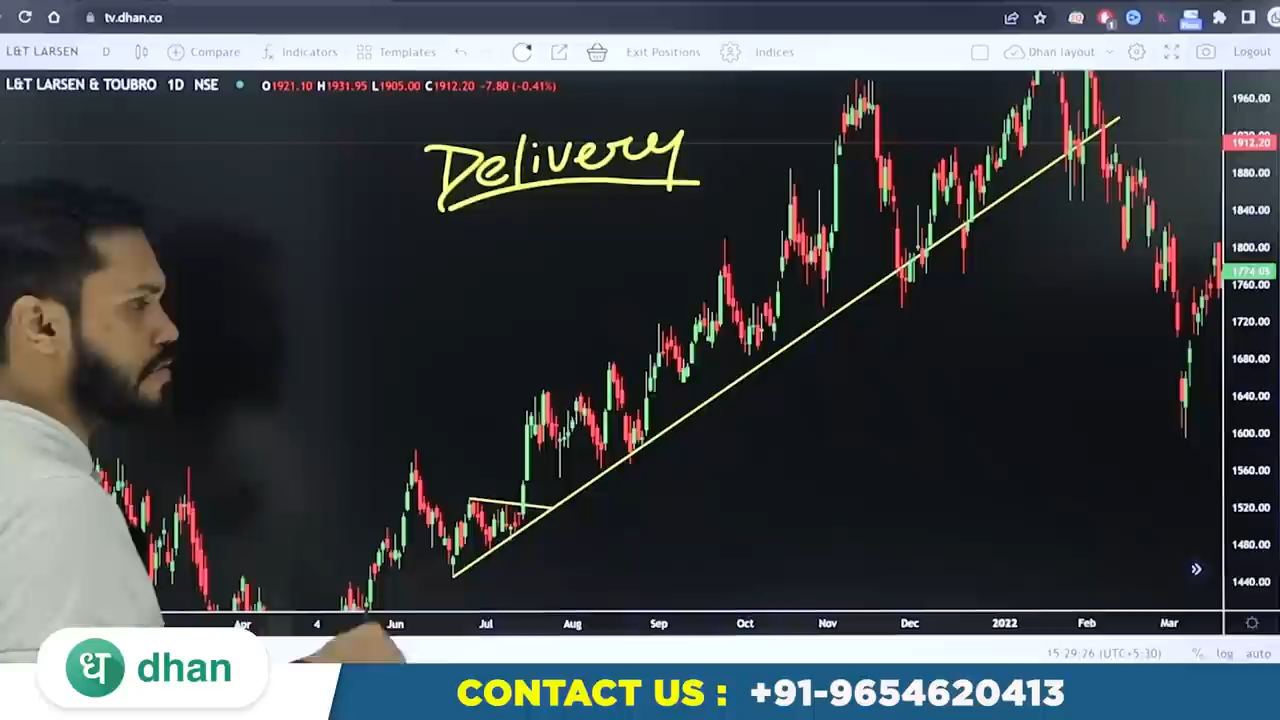 tv.dhan.co
L&T LARSEN D Compare Indicators Templates Exit Positions Indices Dhan layout Logout
L&T LARSEN & TOUBRO 1D NSE O1921.10 H1931.95 L1905.00 C1912.20 -7.80 (-0.41%)
Delivery
1960.00
1912.20
1880.00
1840.00
1800.00
1774.05
1760.00
1720.00
1680.00
1640.00
1600.00
1560.00
1520.00
1480.00
1440.00
Apr 4 Jun Jul Aug Sep Oct Nov Dec 2022 Feb Mar
15:29:26 (UTC+5:30) % log auto
ध dhan
CONTACT US : +91-9654620413